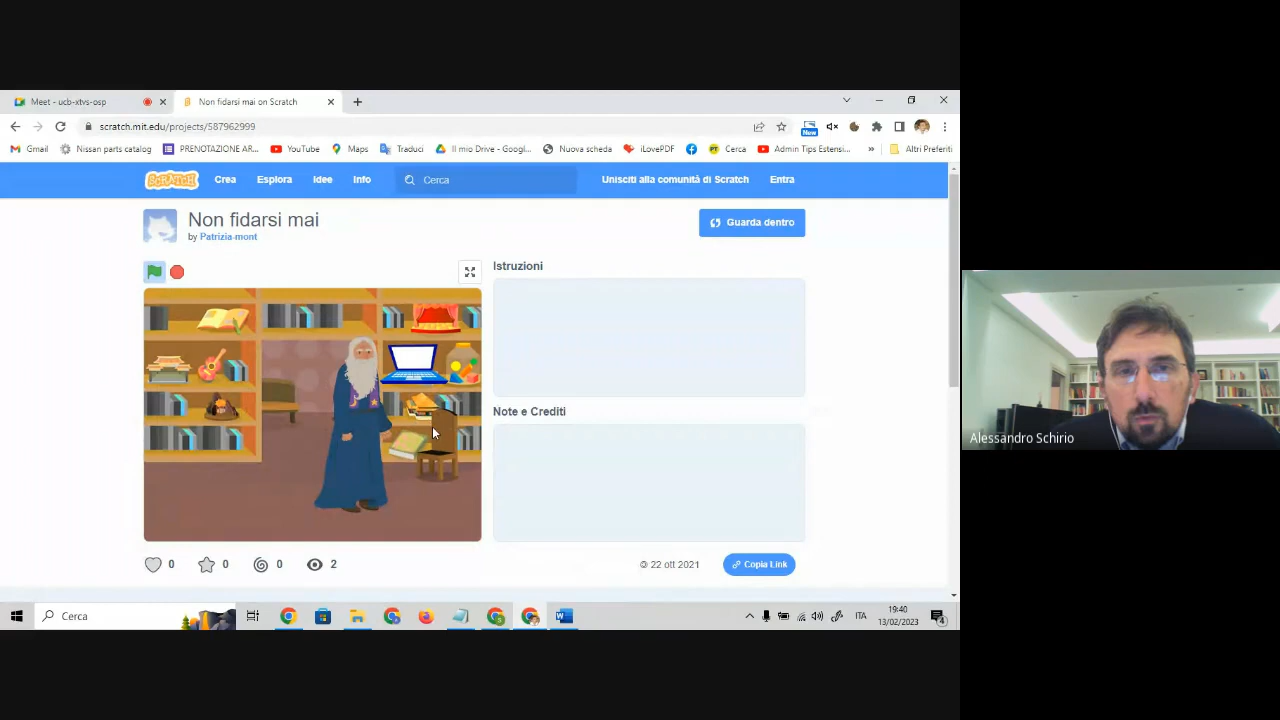 Meet - ucb-xtvs-osp
Non fidarsi mai on Scratch
scratch.mit.edu/projects/587962999
New
Gmail
Nissan parts catalog
PRENOTAZIONE AR...
YouTube
Maps
Traduci
Il mio Drive - Googl...
Nuova scheda
iLovePDF
Cerca
Admin Tips Estensi...
»
Altri Preferiti
SCRATCH
Crea
Esplora
Idee
Info
Cerca
Unisciti alla comunità di Scratch
Entra
Non fidarsi mai
by Patrizia-mont
Guarda dentro
Istruzioni
Note e Crediti
0
0
0
2
© 22 ott 2021
Copia Link
Alessandro Schirio
Cerca
ITA
19:40
13/02/2023
4